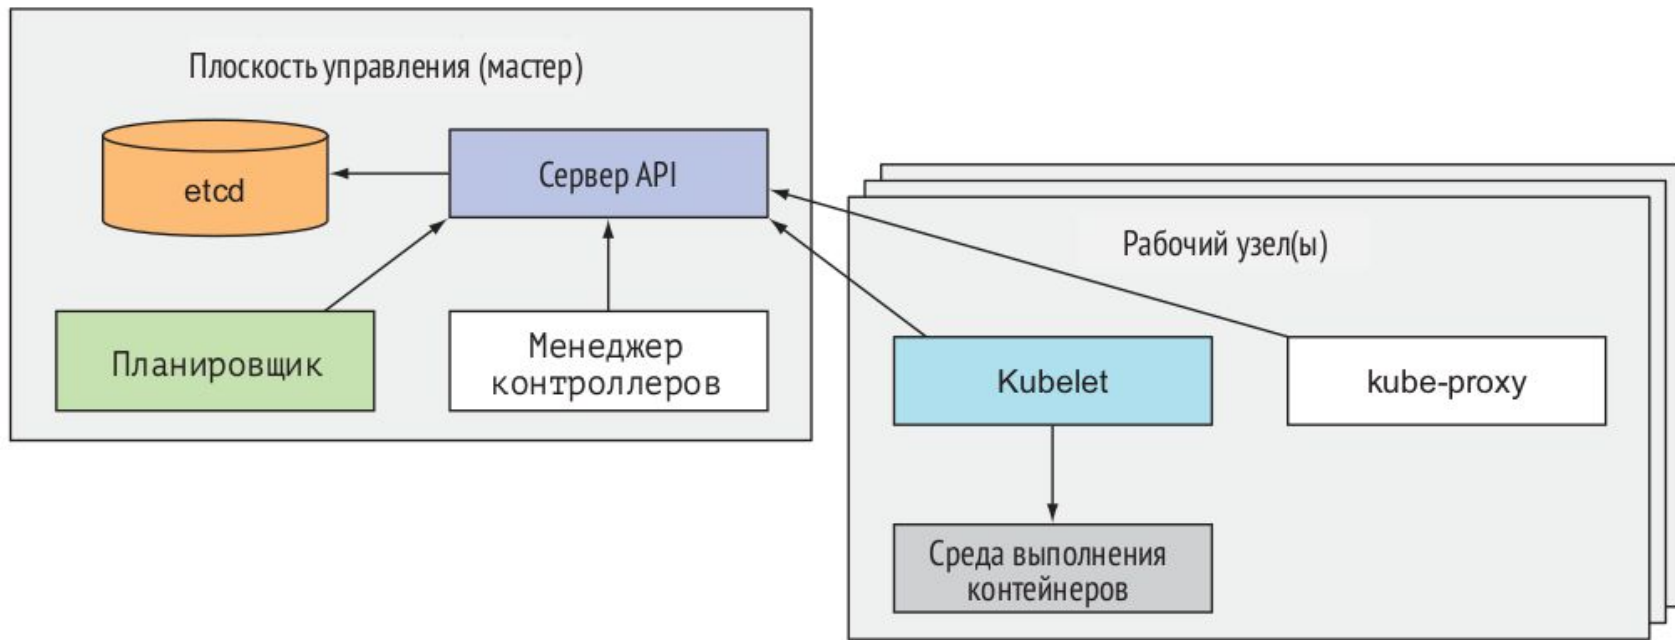 Плоскость управления (мастер)
etcd
Сервер API
Планировщик
Менеджер
контроллеров
Рабочий узел(ы)
Kubelet
kube-proxy
Среда выполнения
контейнеров